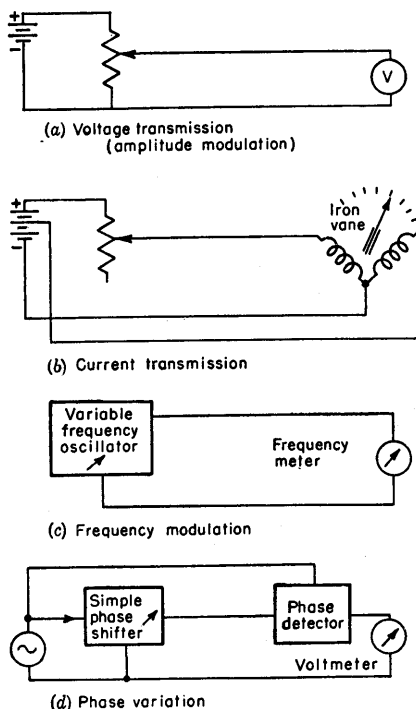 +
-
V
(a) Voltage transmission
(amplitude modulation)
+
-
Iron
vane
(b) Current transmission
Variable
frequency
oscillator
Frequency
meter
(c) Frequency modulation
Simple
phase
shifter
Phase
detector
Voltmeter
(d) Phase variation